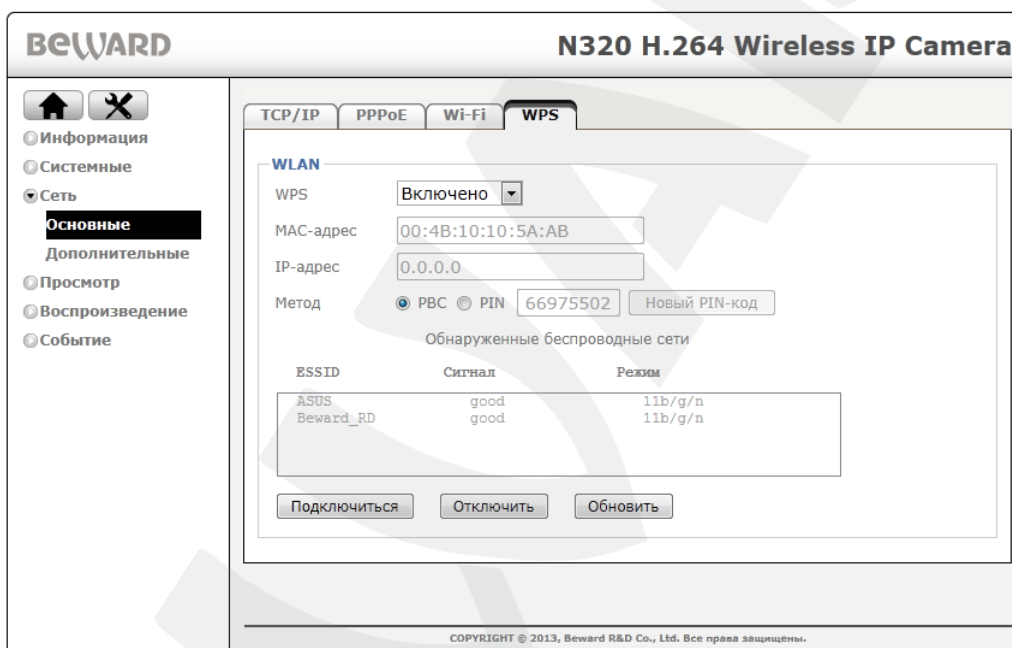 BEWARD
N320 H.264 Wireless IP Camera
TCP/IP PPPoE Wi-Fi WPS
Информация
Системные
Сеть
Основные
Дополнительные
Просмотр
Воспроизведение
Событие
WLAN
WPS Включено
MAC-адрес 00:4B:10:10:5A:AB
IP-адрес 0.0.0.0
Метод PBC PIN 66975502 Новый PIN-код
Обнаруженные беспроводные сети
ESSID Сигнал Режим
ASUS good 11b/g/n
Beward_RD good 11b/g/n
Подключиться Отключить Обновить
COPYRIGHT © 2013, Beward R&D Co., Ltd. Все права защищены.